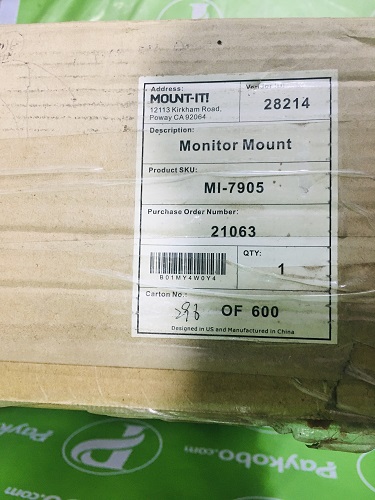 Address:
MOUNT-IT!
12113 Kirkham Road,
Poway CA 92064
28214
Description:
Monitor Mount
Product SKU:
MI-7905
Purchase Order Number:
21063
B01MY4W0Y4
QTY:
1
Carton No.:
OF 600
Designed in US and Manufactured in China
Paykobo.com
Paykobo.com